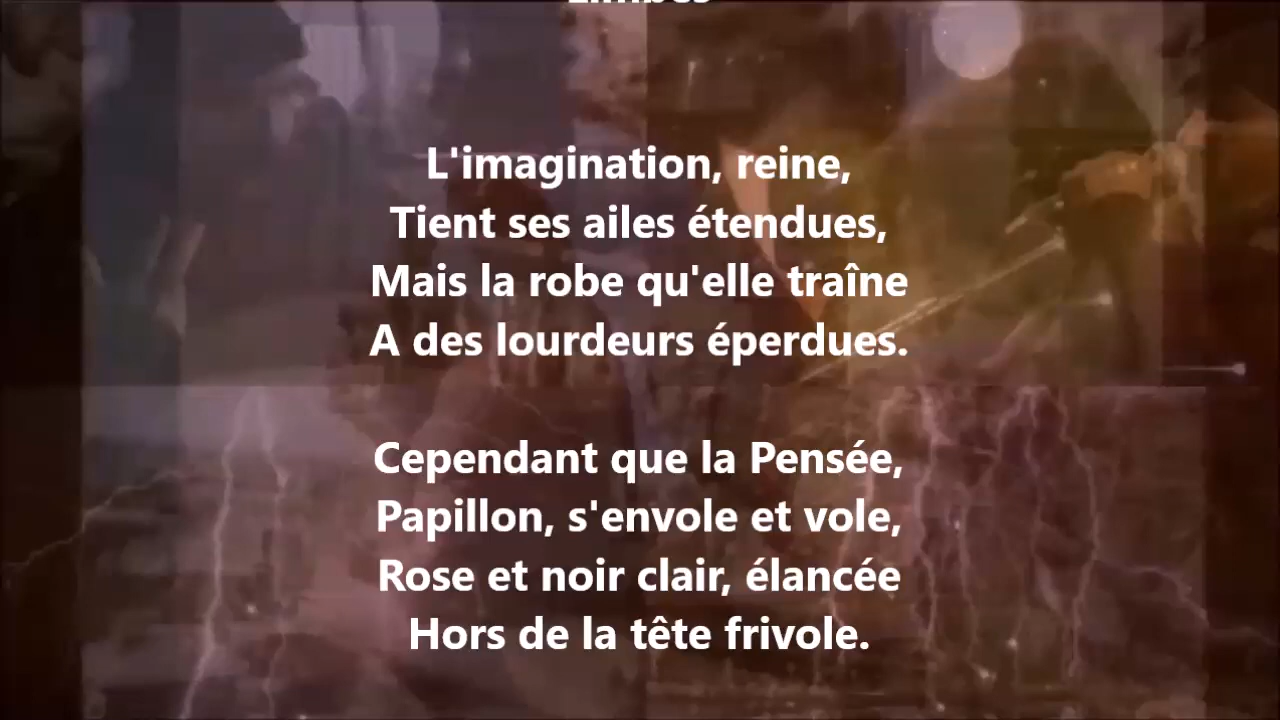 Limbes
L'imagination, reine,
Tient ses ailes étendues,
Mais la robe qu'elle traîne
A des lourdeurs éperdues.
Cependant que la Pensée,
Papillon, s'envole et vole,
Rose et noir clair, élancée
Hors de la tête frivole.